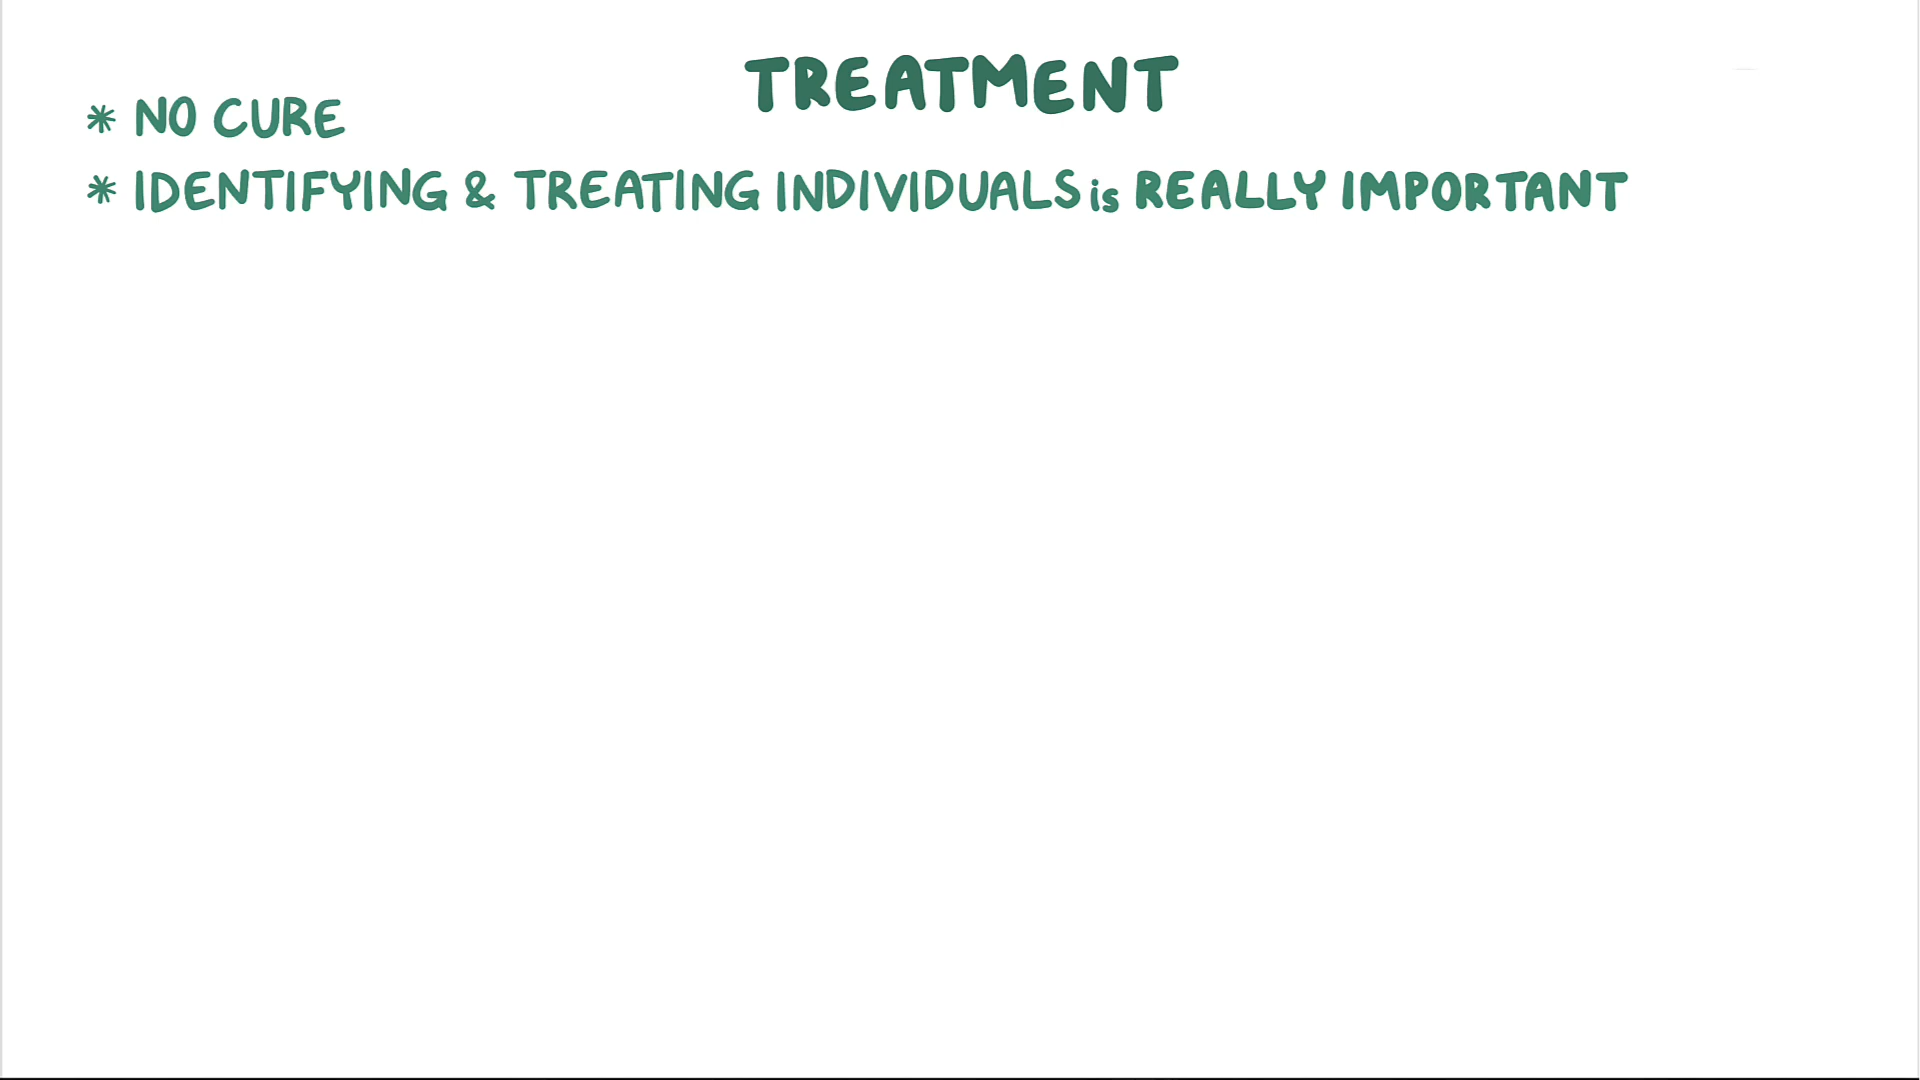 TREATMENT
* NO CURE
* IDENTIFYING & TREATING INDIVIDUALS is REALLY IMPORTANT